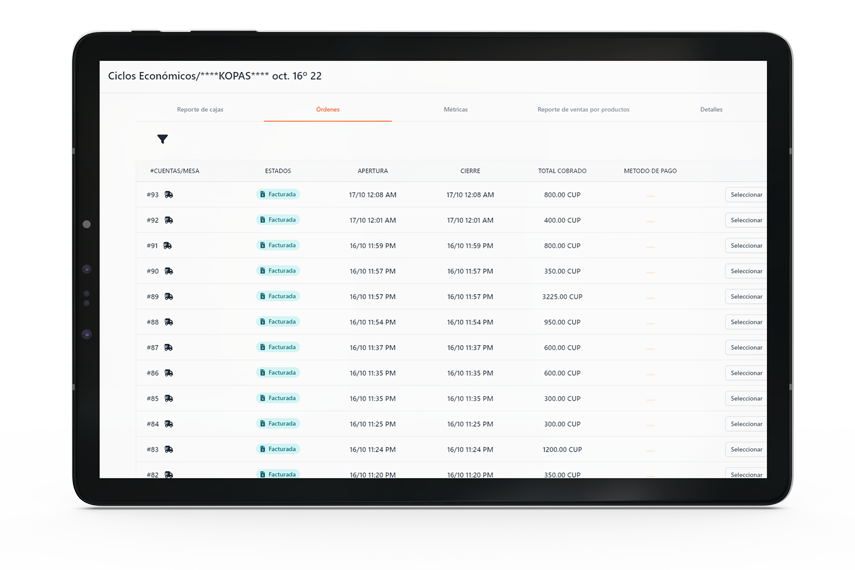 Ciclos Económicos/****KOPAS**** oct. 16º 22
Reporte de cajas Órdenes Métricas Reporte de ventas por productos Detalles
#CUENTAS/MESA ESTADOS APERTURA CIERRE TOTAL COBRADO METODO DE PAGO
#93 Facturada 17/10 12:08 AM 17/10 12:08 AM 800.00 CUP Seleccionar
#92 Facturada 17/10 12:01 AM 17/10 12:01 AM 400.00 CUP Seleccionar
#91 Facturada 16/10 11:59 PM 16/10 11:59 PM 800.00 CUP Seleccionar
#90 Facturada 16/10 11:57 PM 16/10 11:57 PM 350.00 CUP Seleccionar
#89 Facturada 16/10 11:57 PM 16/10 11:57 PM 3225.00 CUP Seleccionar
#88 Facturada 16/10 11:54 PM 16/10 11:54 PM 950.00 CUP Seleccionar
#87 Facturada 16/10 11:37 PM 16/10 11:37 PM 600.00 CUP Seleccionar
#86 Facturada 16/10 11:35 PM 16/10 11:35 PM 600.00 CUP Seleccionar
#85 Facturada 16/10 11:35 PM 16/10 11:35 PM 300.00 CUP Seleccionar
#84 Facturada 16/10 11:25 PM 16/10 11:25 PM 300.00 CUP Seleccionar
#83 Facturada 16/10 11:24 PM 16/10 11:24 PM 1200.00 CUP Seleccionar
#82 Facturada 16/10 11:20 PM 16/10 11:20 PM 350.00 CUP Seleccionar